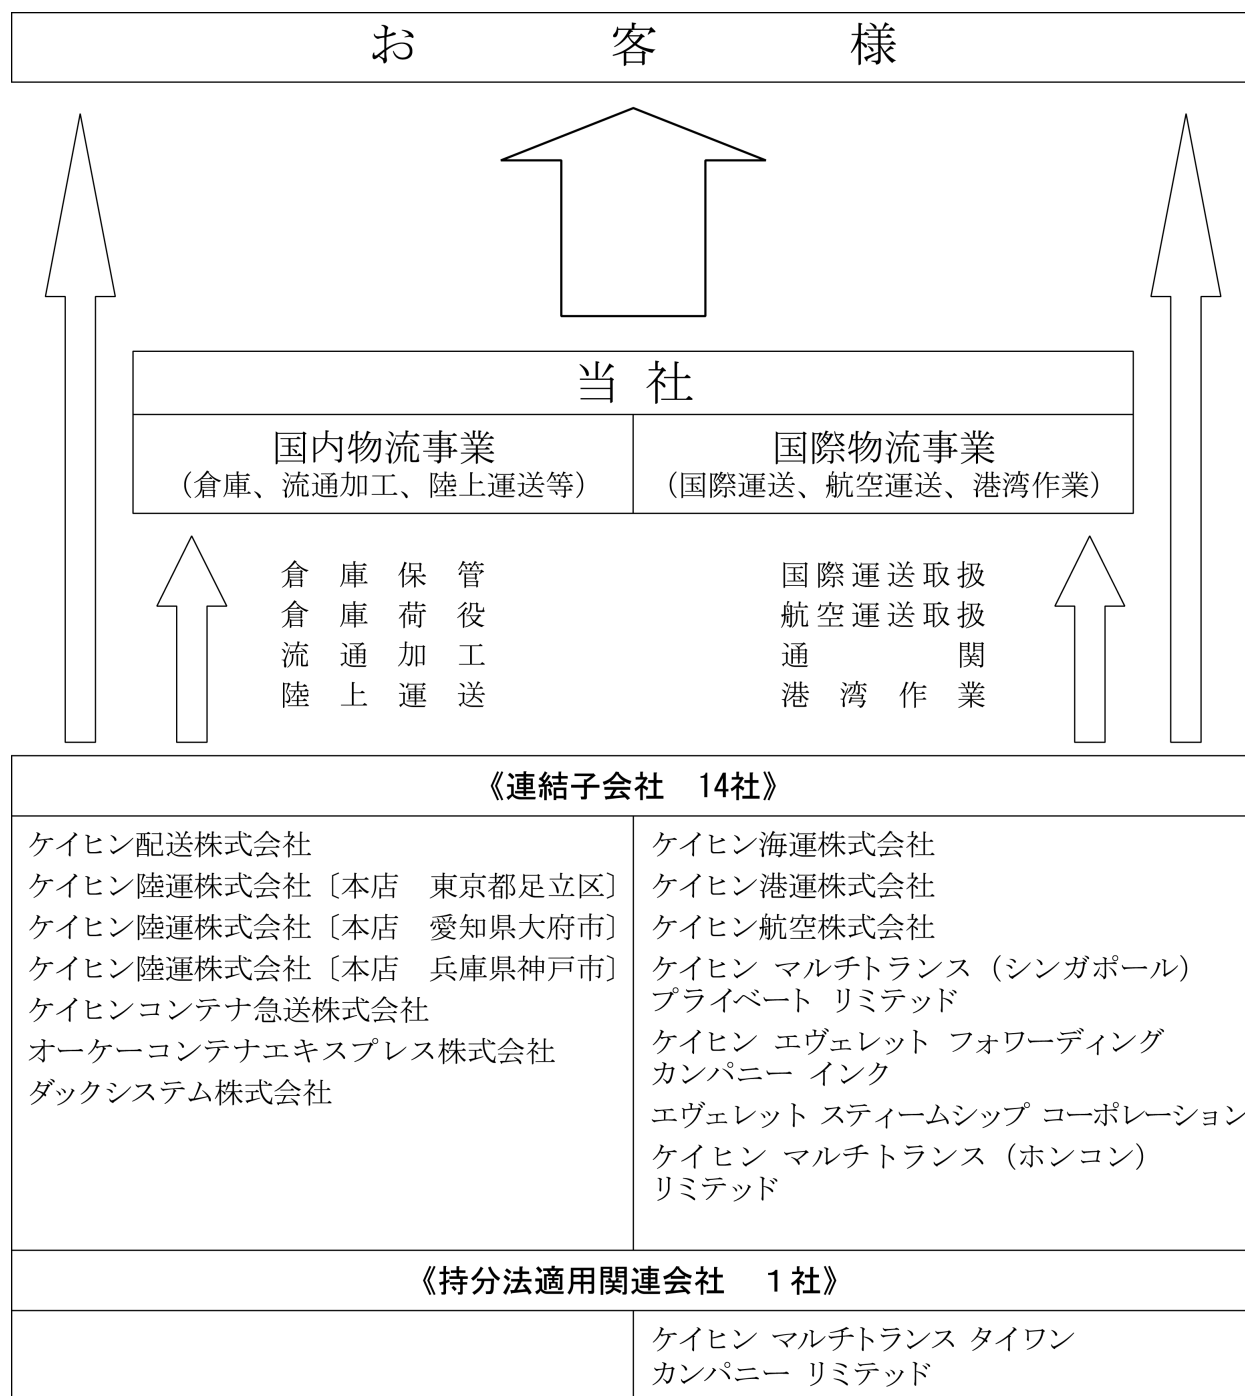 お客様
当社
国内物流事業
（倉庫、流通加工、陸上運送等）
国際物流事業
（国際運送、航空運送、港湾作業）
倉庫保管
倉庫荷役
流通加工
陸上運送
国際運送取扱
航空運送取扱
通関
港湾作業
《連結子会社　14社》
ケイヒン配送株式会社
ケイヒン陸運株式会社〔本店　東京都足立区〕
ケイヒン陸運株式会社〔本店　愛知県大府市〕
ケイヒン陸運株式会社〔本店　兵庫県神戸市〕
ケイヒンコンテナ急送株式会社
オーケーコンテナエキスプレス株式会社
ダックシステム株式会社
ケイヒン海運株式会社
ケイヒン港運株式会社
ケイヒン航空株式会社
ケイヒン マルチトランス（シンガポール）
プライベート リミテッド
ケイヒン エヴェレット フォワーディング
カンパニー インク
エヴェレット スティームシップ コーポレーション
ケイヒン マルチトランス（ホンコン）
リミテッド
《持分法適用関連会社　１社》
ケイヒン マルチトランス タイワン
カンパニー リミテッド